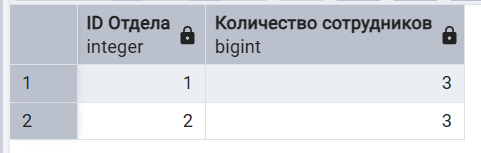 ID Отдела Количество сотрудников
integer bigint
1 1 3
2 2 3